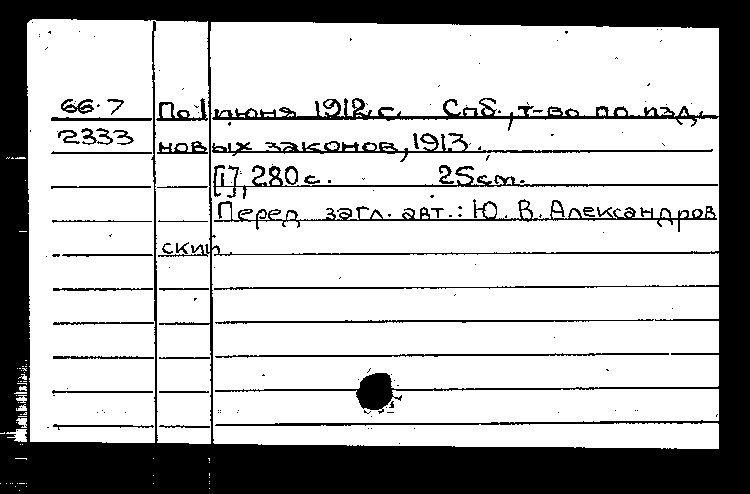 66.7 По 1 июня 1912 г. Спб., т-во по изд.
2333 новых законов, 1913.
[1], 280 с. 25 cm.
Перед загл. авт.: Ю. В. Александров
ский.